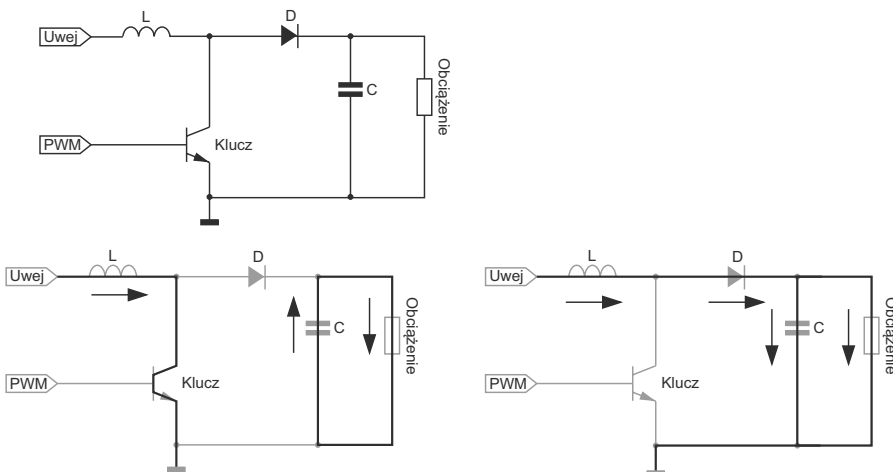 L
D
Uwej
C
Obciążenie
PWM
Klucz
L
D
Uwej
C
Obciążenie
PWM
Klucz
L
D
Uwej
C
Obciążenie
PWM
Klucz